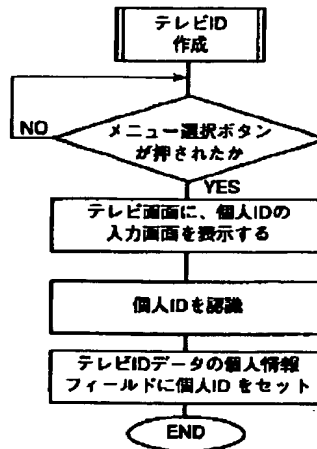 テレビID
作成
NO
メニュー選択ボタン
が押されたか
YES
テレビ画面に、個人IDの
入力画面を表示する
個人IDを認識
テレビIDデータの個人情報
フィールドに個人IDをセット
END